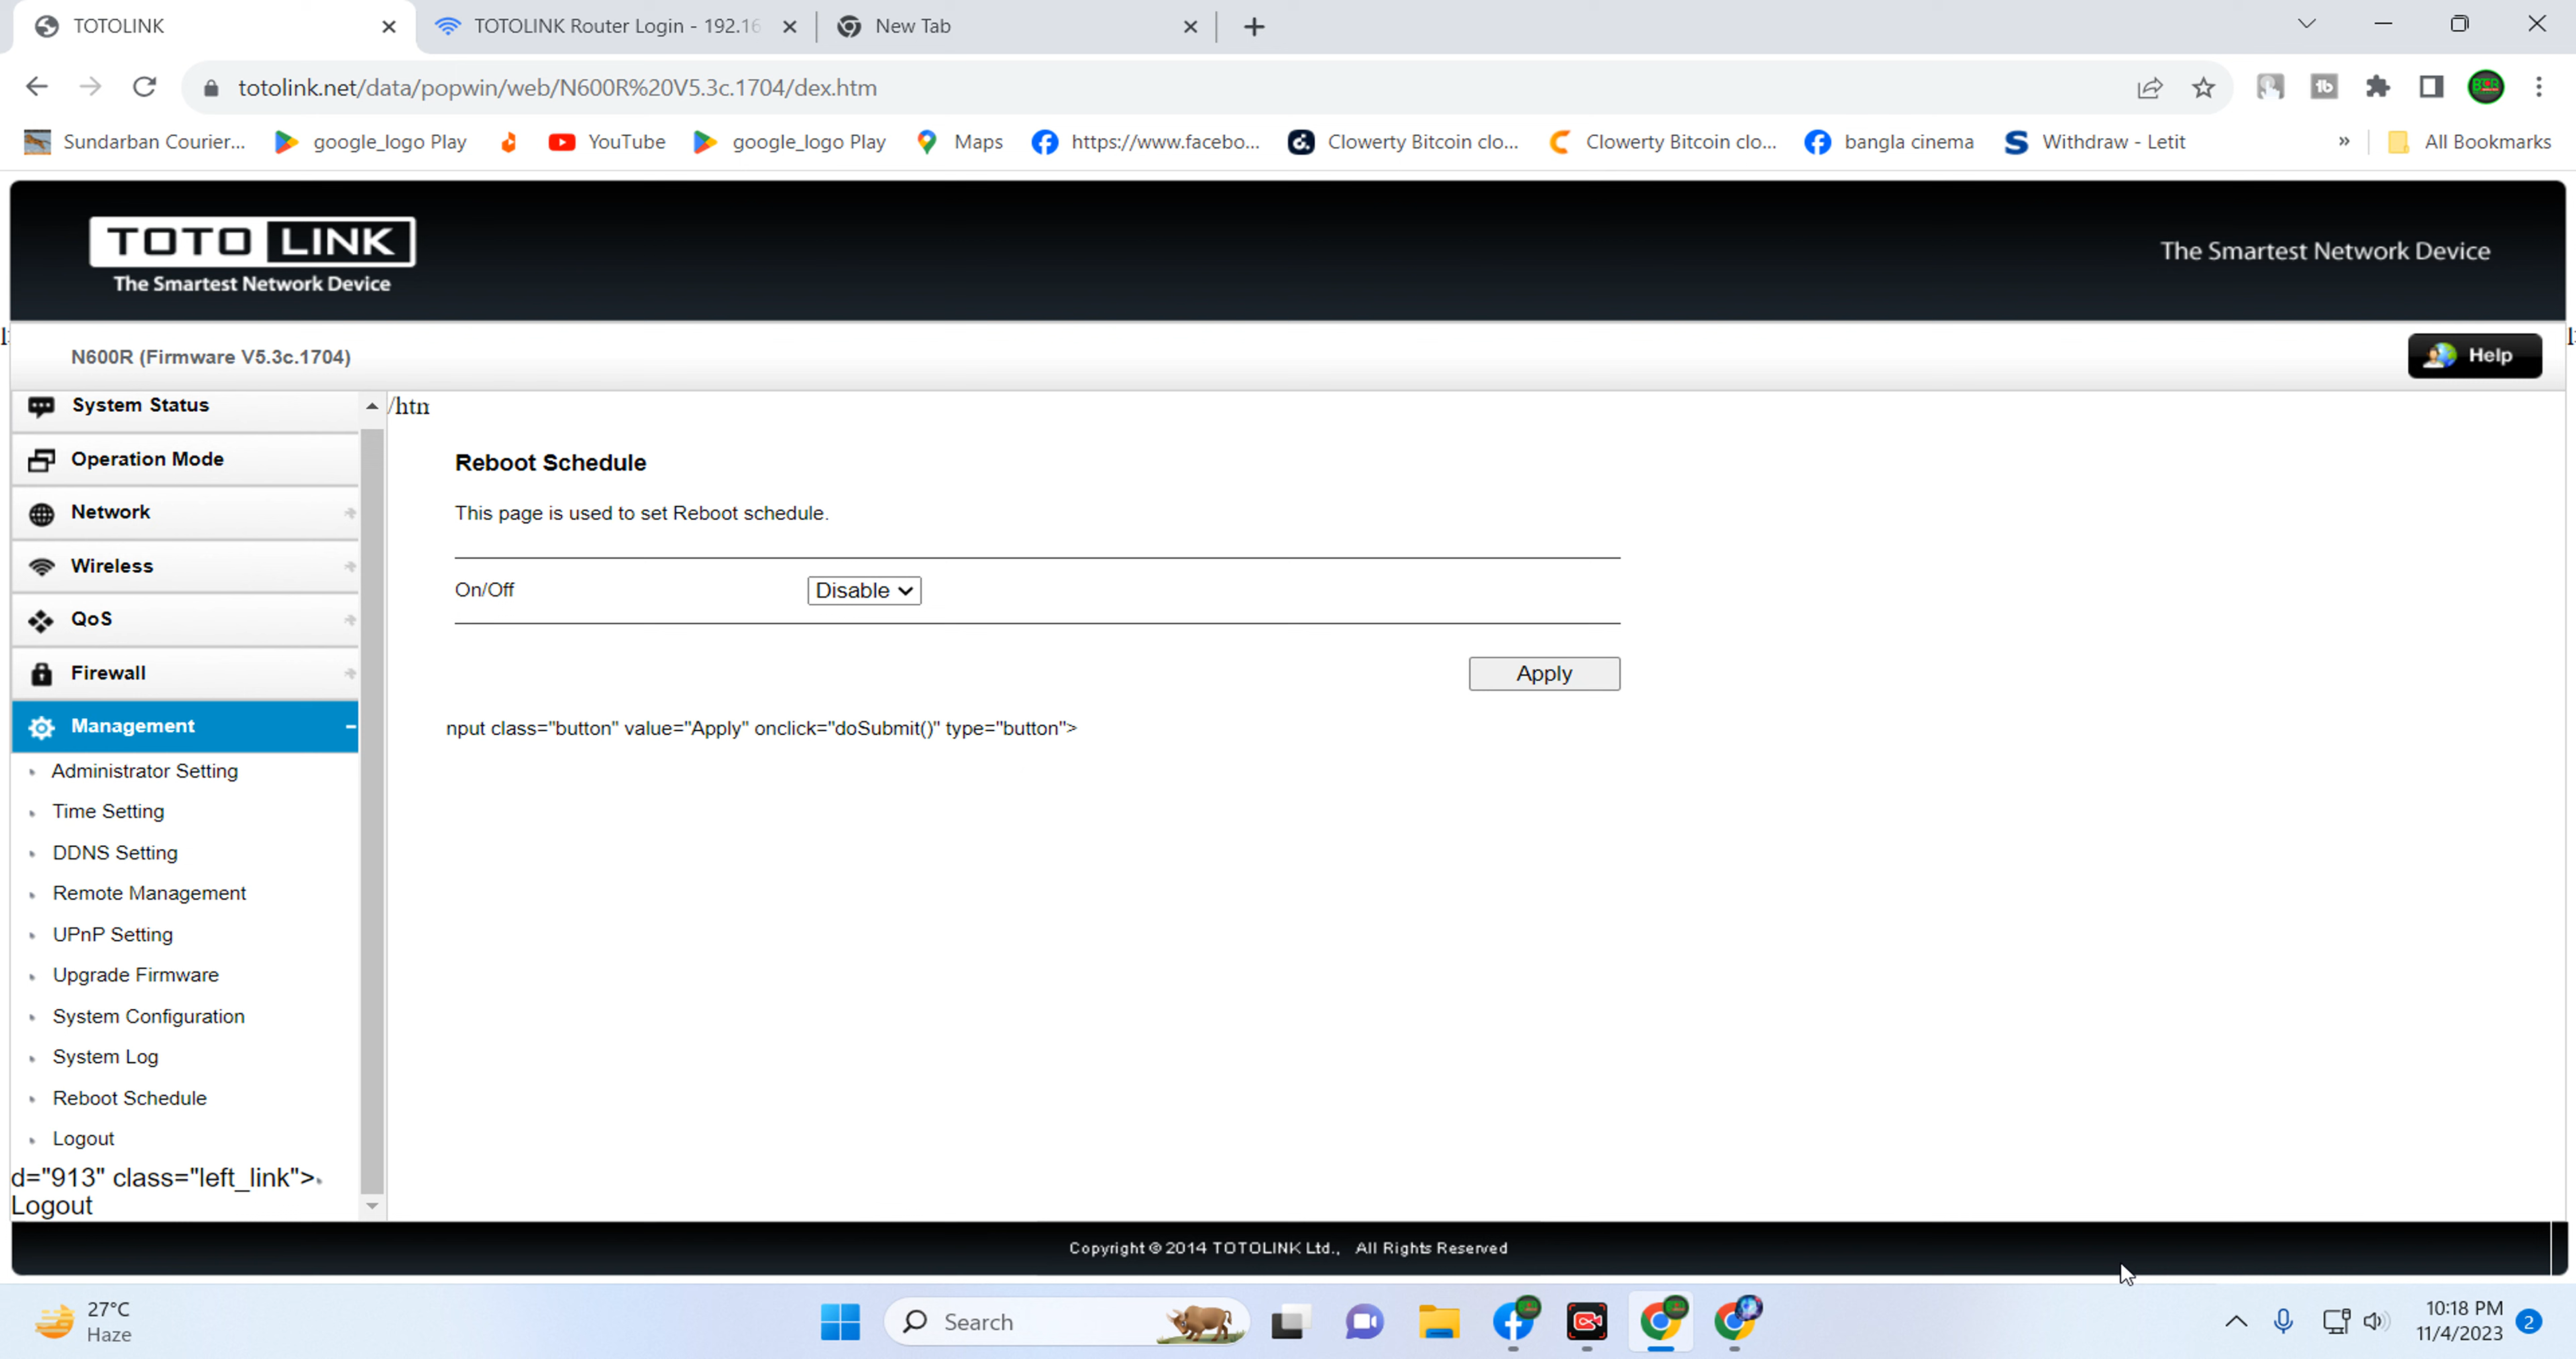 TOTOLINK
TOTOLINK Router Login - 192.16
New Tab
totolink.net/data/popwin/web/N600R%20V5.3c.1704/dex.htm
Sundarban Courier...
google_logo Play
YouTube
google_logo Play
Maps
https://www.facebo...
Clowerty Bitcoin clo...
Clowerty Bitcoin clo...
bangla cinema
Withdraw - Letit
»
All Bookmarks
TOTO LINK
The Smartest Network Device
The Smartest Network Device
N600R (Firmware V5.3c.1704)
Help
System Status
Operation Mode
Network
Wireless
QoS
Firewall
Management
Administrator Setting
Time Setting
DDNS Setting
Remote Management
UPnP Setting
Upgrade Firmware
System Configuration
System Log
Reboot Schedule
Logout
d="913" class="left_link">
Logout
/htn
Reboot Schedule
This page is used to set Reboot schedule.
On/Off
Disable
Apply
nput class="button" value="Apply" onclick="doSubmit()" type="button">
Copyright © 2014 TOTOLINK Ltd., All Rights Reserved
27°C
Haze
Search
10:18 PM
11/4/2023
2